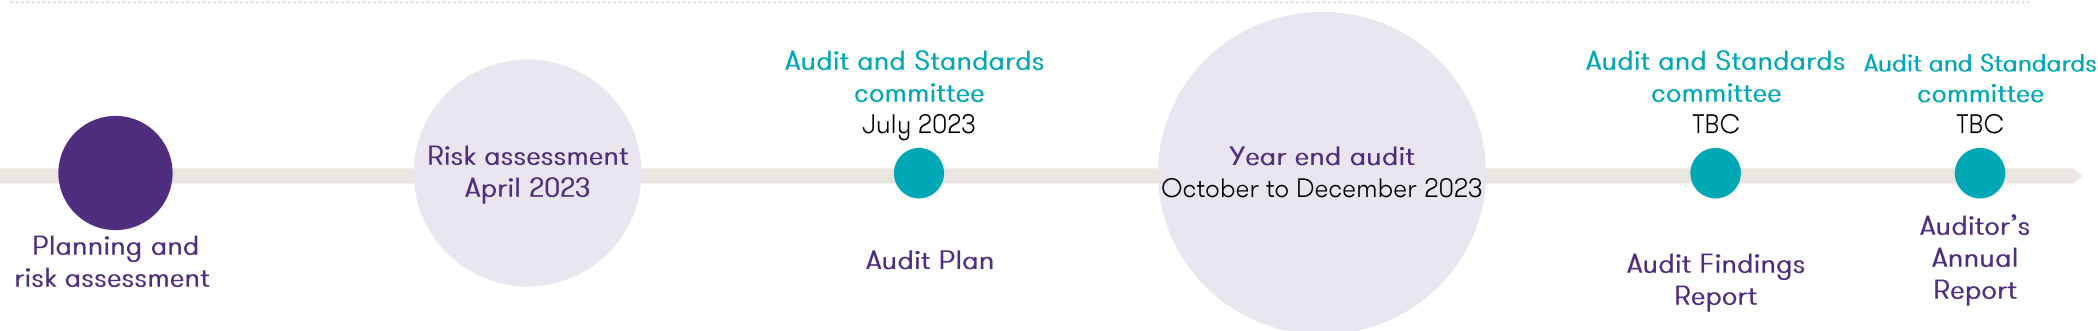 Planning and
risk assessment
Risk assessment
April 2023
Audit and Standards
committee
July 2023
Audit Plan
Year end audit
October to December 2023
Audit and Standards
committee
TBC
Audit Findings
Report
Audit and Standards
committee
TBC
Auditor’s
Annual
Report